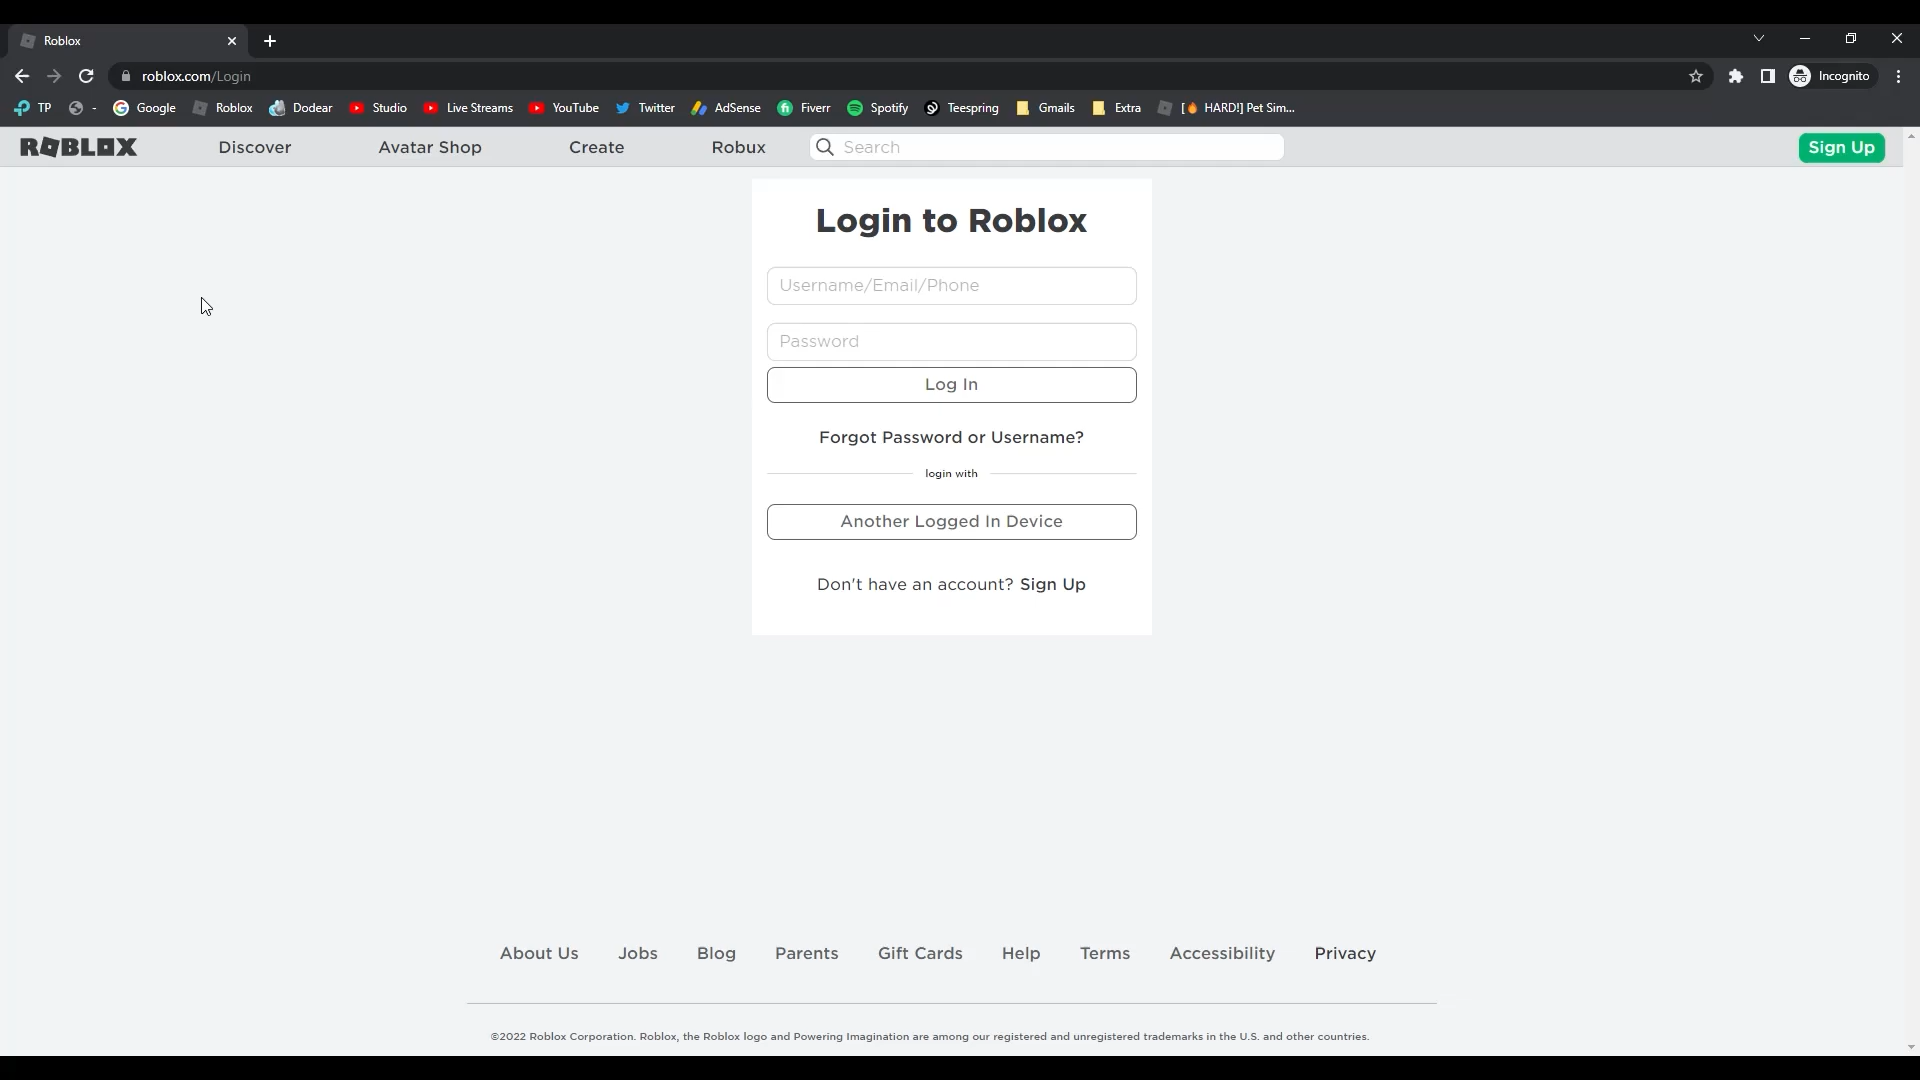 Roblox
roblox.com/Login
Incognito
TP - Google Roblox Dodear Studio Live Streams YouTube Twitter AdSense Fiverr Spotify Teespring Gmails Extra [🔥 HARD!] Pet Sim...
ROBLOX Discover Avatar Shop Create Robux Search Sign Up
Login to Roblox
Username/Email/Phone
Password
Log In
Forgot Password or Username?
login with
Another Logged In Device
Don't have an account? Sign Up
About Us Jobs Blog Parents Gift Cards Help Terms Accessibility Privacy
©2022 Roblox Corporation. Roblox, the Roblox logo and Powering Imagination are among our registered and unregistered trademarks in the U.S. and other countries.